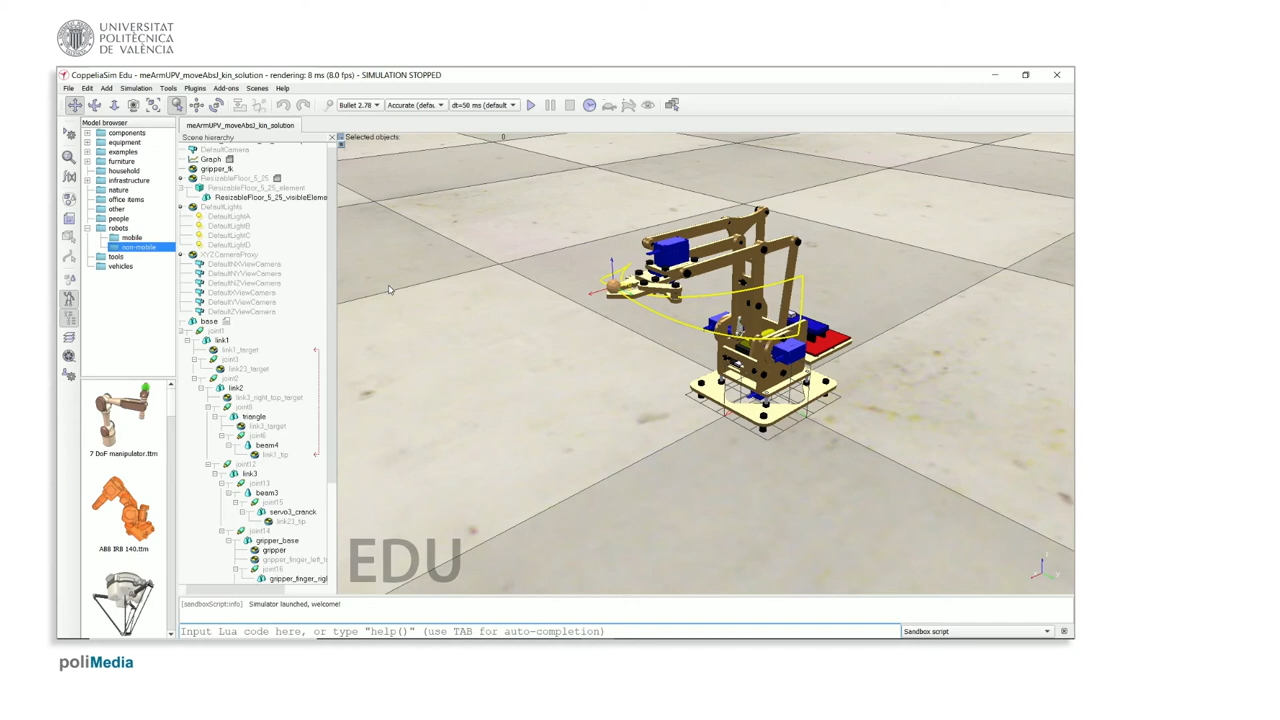 UNIVERSITAT
POLITÈCNICA
DE VALÈNCIA
CoppeliaSim Edu - meArmUPV_moveAbsJ_kin_solution - rendering: 8 ms (8.0 fps) - SIMULATION STOPPED
File Edit Add Simulation Tools Plugins Add-ons Scenes Help
Bullet 2.78 Accurate (defau dt=50 ms (default)
Model browser
components
equipment
examples
furniture
household
infrastructure
nature
office items
other
people
robots
mobile
non-mobile
tools
vehicles
7 DoF manipulator.ttm
ABB IRB 140.ttm
meArmUPV_moveAbsJ_kin_solution
Scene hierarchy
DefaultCamera
Graph
gripper_tk
ResizableFloor_5_25
ResizableFloor_5_25_element
ResizableFloor_5_25_visibleEleme
DefaultLights
DefaultLightA
DefaultLightB
DefaultLightC
DefaultLightD
XYZCameraProxy
DefaultNXViewCamera
DefaultNYViewCamera
DefaultNZViewCamera
DefaultXViewCamera
DefaultYViewCamera
DefaultZViewCamera
base
joint1
link1
link1_target
joint3
link23_target
joint2
link2
link3_right_top_target
triangle
link3_target
beam4
link1_tip
joint12
link3
joint13
beam3
joint15
servo3_cranck
link23_tip
joint14
gripper_base
gripper
gripper_finger_left_t
joint16
gripper_finger_rigl
Selected objects: 0
EDU
[sandboxScript:info] Simulator launched, welcome!
Input Lua code here, or type "help()" (use TAB for auto-completion)
Sandbox script
poliMedia